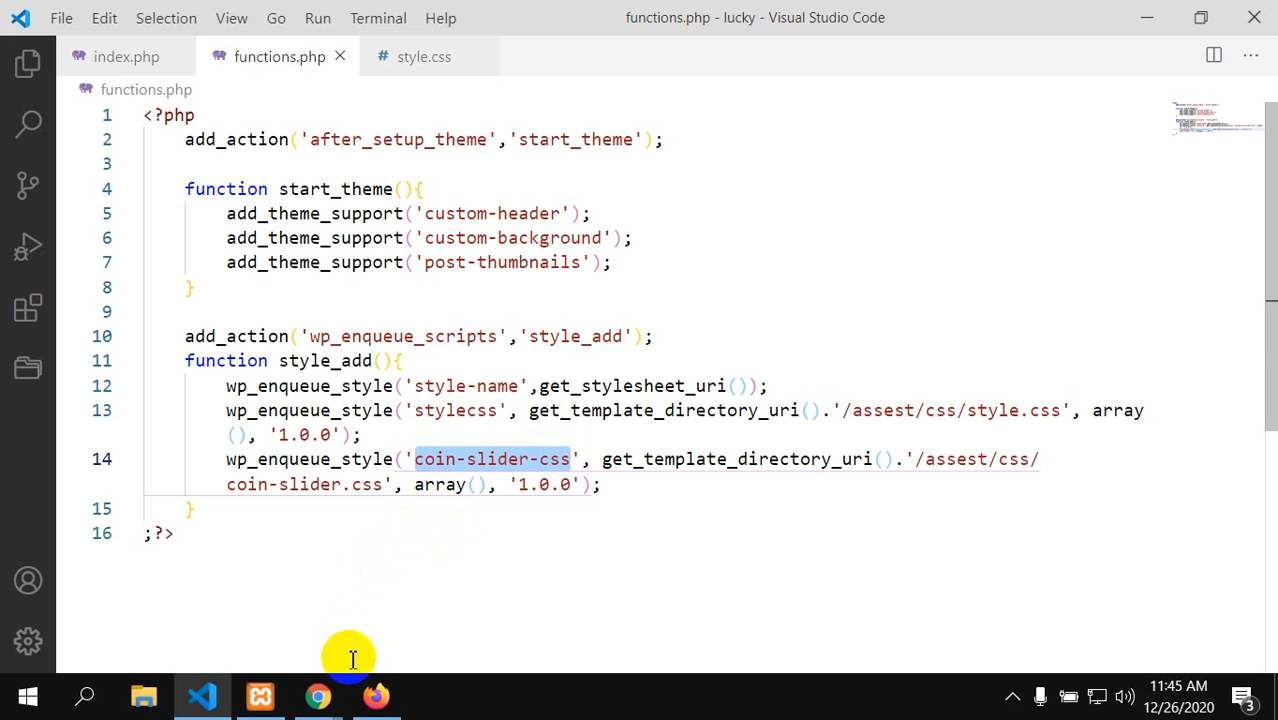 File Edit Selection View Go Run Terminal Help functions.php - lucky - Visual Studio Code
index.php functions.php # style.css
functions.php
1 <?php
2 add_action('after_setup_theme','start_theme');
3
4 function start_theme(){
5 add_theme_support('custom-header');
6 add_theme_support('custom-background');
7 add_theme_support('post-thumbnails');
8 }
9
10 add_action('wp_enqueue_scripts','style_add');
11 function style_add(){
12 wp_enqueue_style('style-name',get_stylesheet_uri());
13 wp_enqueue_style('stylecss', get_template_directory_uri().'/assest/css/style.css', array
(), '1.0.0');
14 wp_enqueue_style('coin-slider-css', get_template_directory_uri().'/assest/css/
coin-slider.css', array(), '1.0.0');
15 }
16 ;?>
11:45 AM
12/26/2020
3